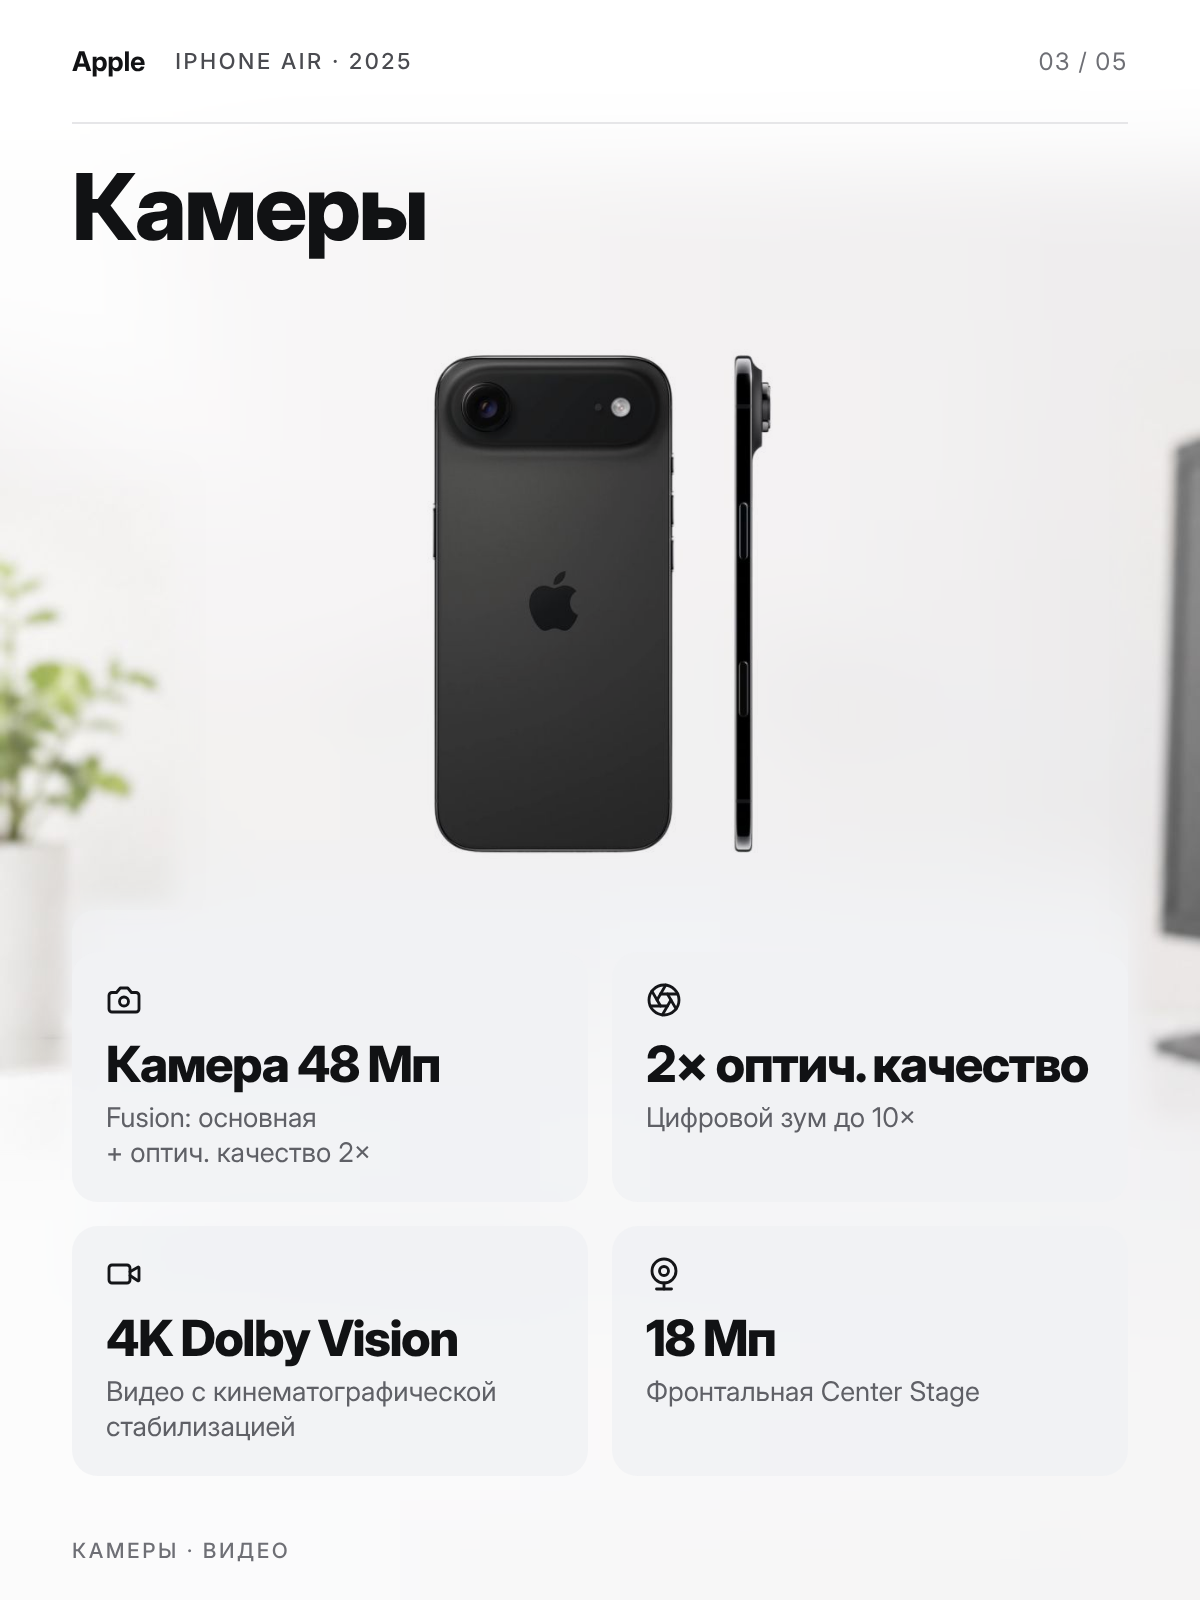 Apple IPHONE AIR · 2025 03 / 05
Камеры
Камера 48 Мп
Fusion: основная
+ оптич. качество 2×
2× оптич. качество
Цифровой зум до 10×
4K Dolby Vision
Видео с кинематографической
стабилизацией
18 Мп
Фронтальная Center Stage
КАМЕРЫ · ВИДЕО